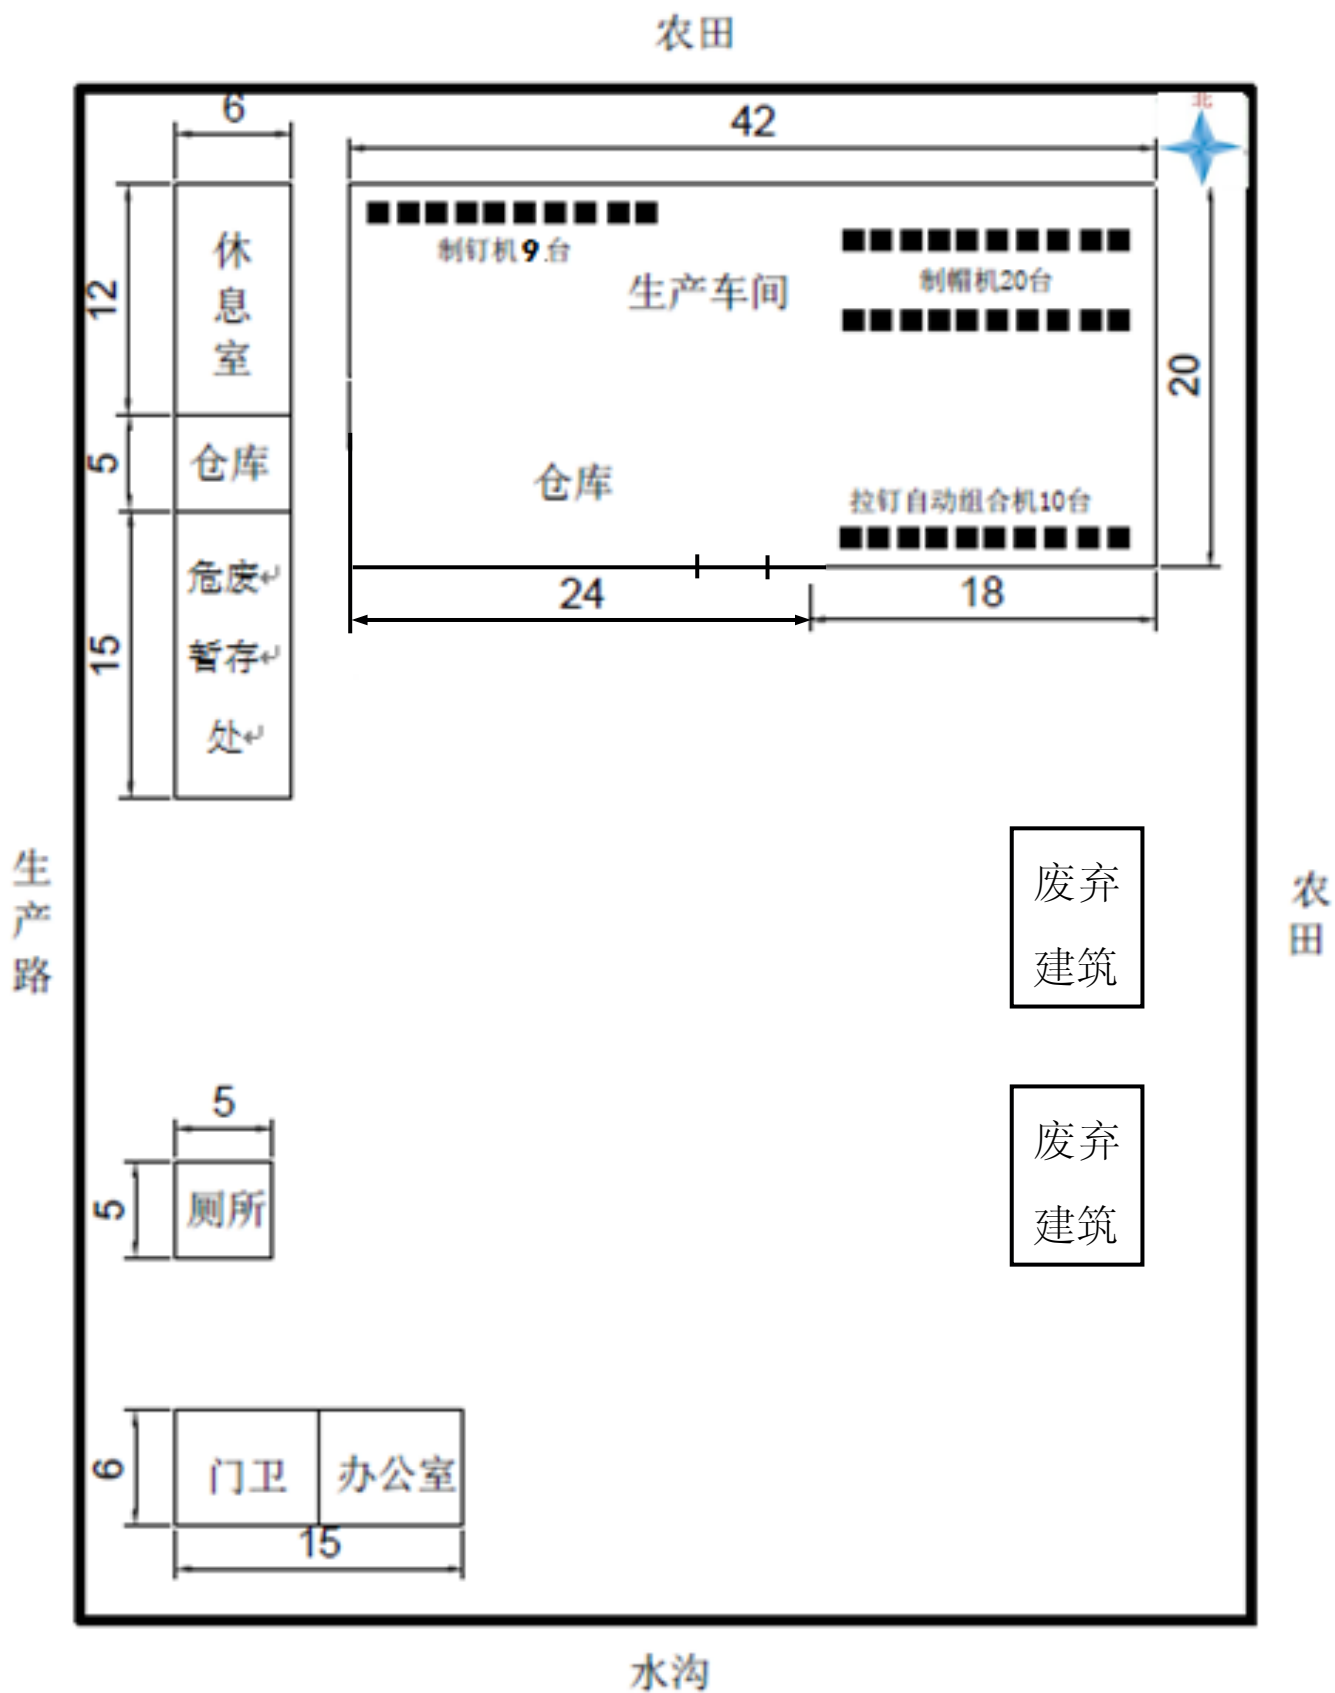 农田
北
6
42
制钉机9.台
生产车间
制帽机20台
休
息
室
12
20
5
仓库
仓库
拉钉自动组合机10台
24
18
15
危废↵
暂存↵
处↵
生
产
路
废弃
建筑
农
田
5
5
厕所
废弃
建筑
6
门卫
办公室
15
水沟